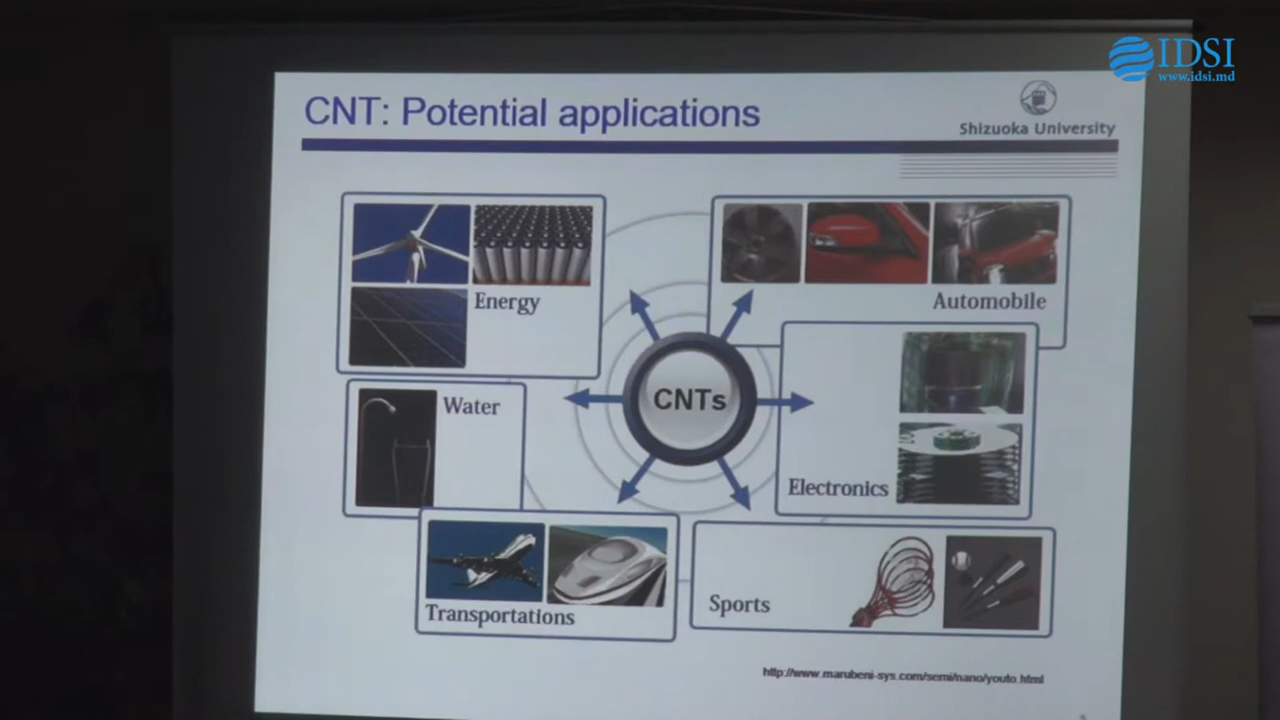 IDSI
www.idsi.md
CNT: Potential applications
Shizuoka University
Energy
Automobile
Water
CNTs
Electronics
Transportations
Sports
http://www.marubeni-sys.com/semi/nano/youto.html